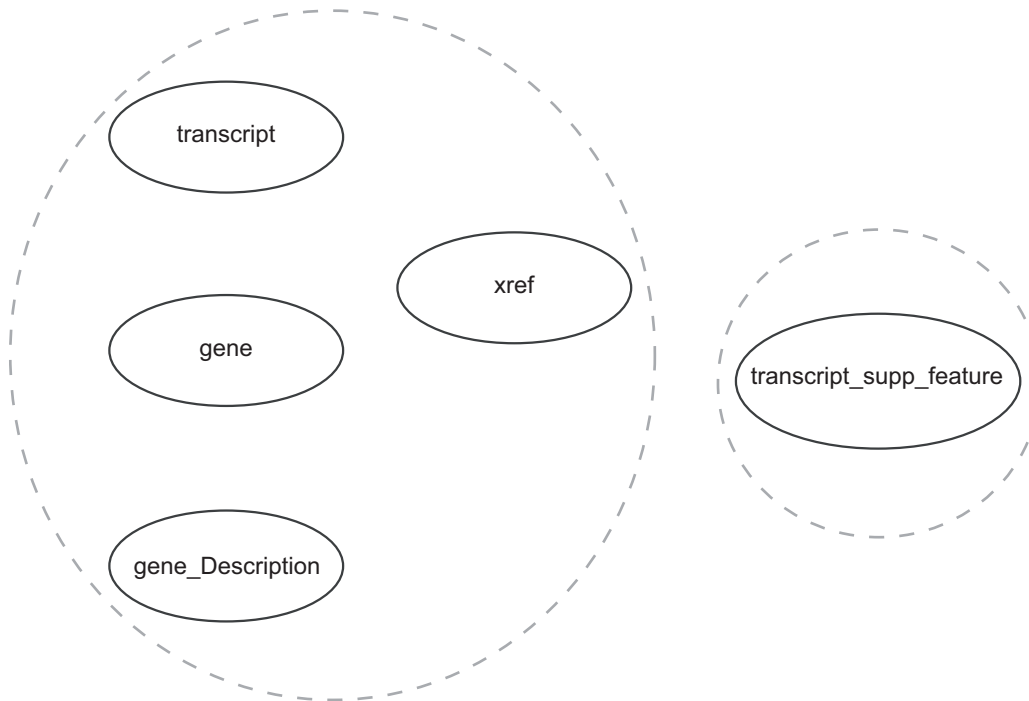 transcript
xref
gene
transcript_supp_feature
gene_Description